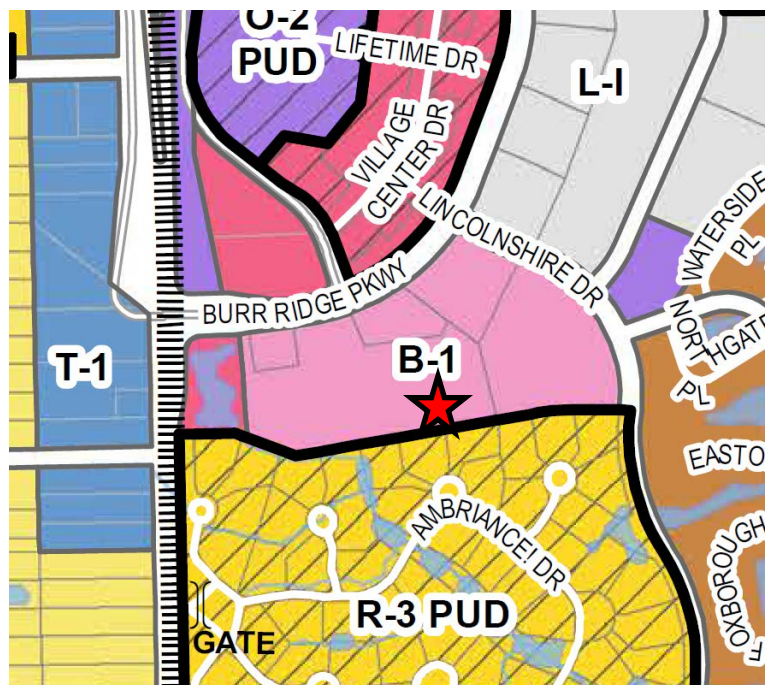 O-2
PUD
LIFETIME DR
L-I
VILLAGE
CENTER DR
LINCOLNSHIRE DR
WATERSIDE
PL
BURR RIDGE PKWY
NORT
HGATE
PL
T-1
B-1
EASTO
AMBRIANCE! DR
OXBOROUGH
F
R-3 PUD
GATE